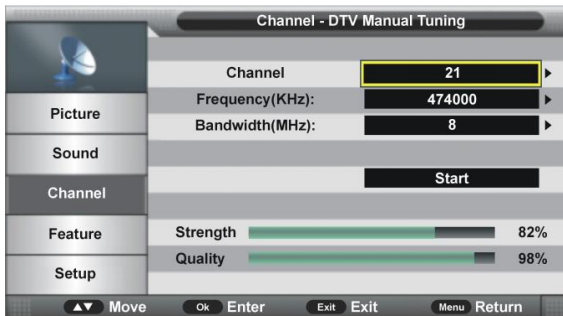 Channel - DTV Manual Tuning
Channel 21
Frequency(KHz): 474000
Bandwidth(MHz): 8
Start
Strength 82%
Quality 98%
Picture
Sound
Channel
Feature
Setup
▲▼ Move Ok Enter Exit Exit Menu Return